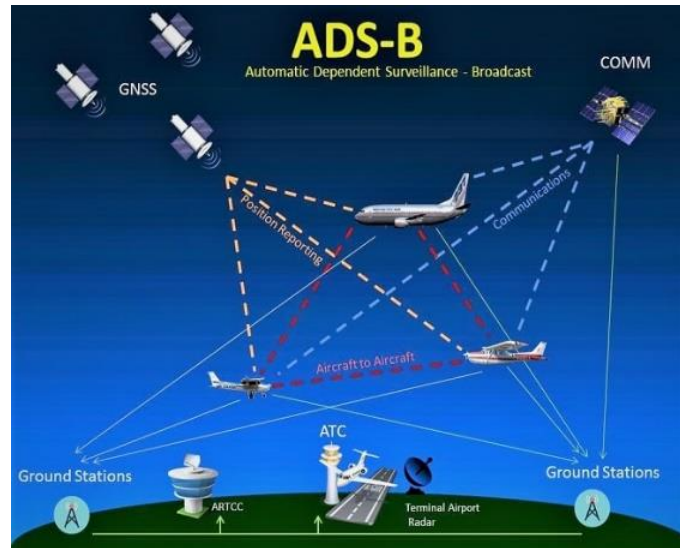 ADS-B
Automatic Dependent Surveillance - Broadcast
GNSS
COMM
Position Reporting
Communications
Aircraft to Aircraft
Ground Stations
ARTCC
ATC
Terminal Airport
Radar
Ground Stations